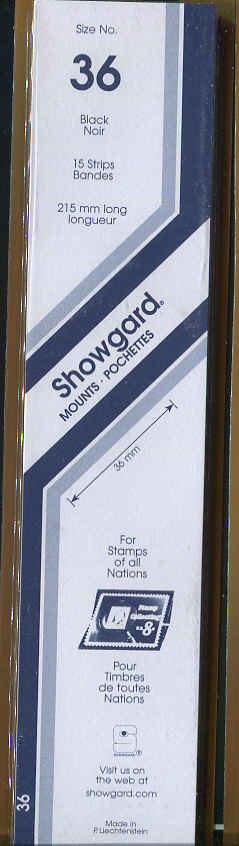 Size No.
36
Black
Noir
15 Strips
Bandes
215 mm long
longueur
Showgard®
MOUNTS · POCHETTES
36 mm
For
Stamps
of all
Nations
Pour
Timbres
de toutes
Nations
Visit us on
the web at
showgard.com
36
Made in
P. Liechtenstein